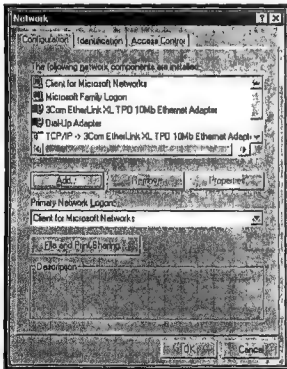 Network
Configuration Identification Access Control
The following network components are installed:
Client for Microsoft Networks
Microsoft Family Logon
3Com EtherLink XL TPO 10Mb Ethernet Adapter
Dial-Up Adapter
TCP/IP -> 3Com EtherLink XL TPO 10Mb Ethernet Adapt
Add... Remove Properties
Primary Network Logon:
Client for Microsoft Networks
File and Print Sharing...
Description
OK Cancel